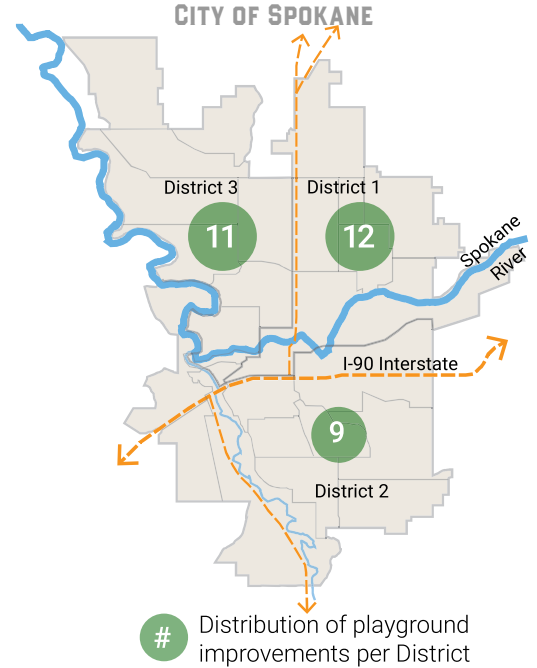 CITY OF SPOKANE
District 3
District 1
11
12
Spokane
River
I-90 Interstate
9
District 2
# Distribution of playground
improvements per District